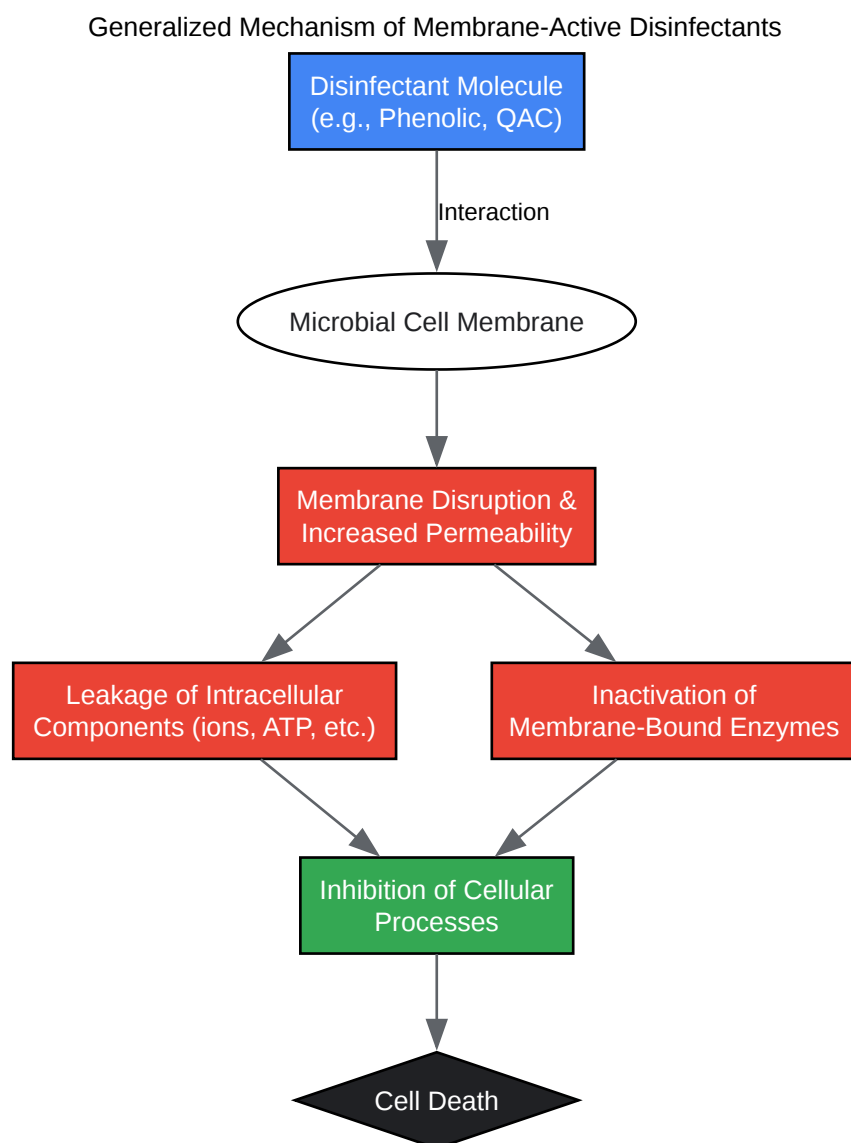 Generalized Mechanism of Membrane-Active Disinfectants
Disinfectant Molecule
(e.g., Phenolic, QAC)
Interaction
Microbial Cell Membrane
Membrane Disruption &
Increased Permeability
Leakage of Intracellular
Components (ions, ATP, etc.)
Inactivation of
Membrane-Bound Enzymes
Inhibition of Cellular
Processes
Cell Death